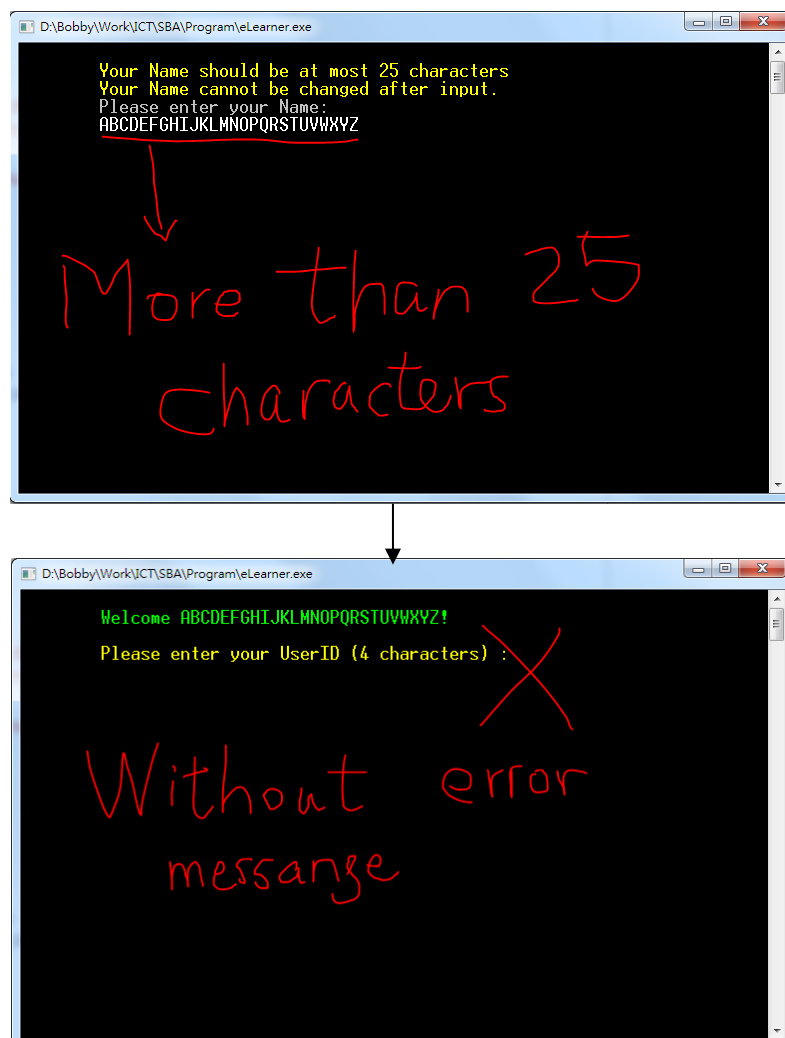 D:\Bobby\Work\ICT\SBA\Program\eLearner.exe
Your Name should be at most 25 characters
Your Name cannot be changed after input.
Please enter your Name:
ABCDEFGHIJKLMNOPQRSTUVWXYZ
More than 25
characters
D:\Bobby\Work\ICT\SBA\Program\eLearner.exe
Welcome ABCDEFGHIJKLMNOPQRSTUVWXYZ!
Please enter your UserID (4 characters) :
Without error
messange